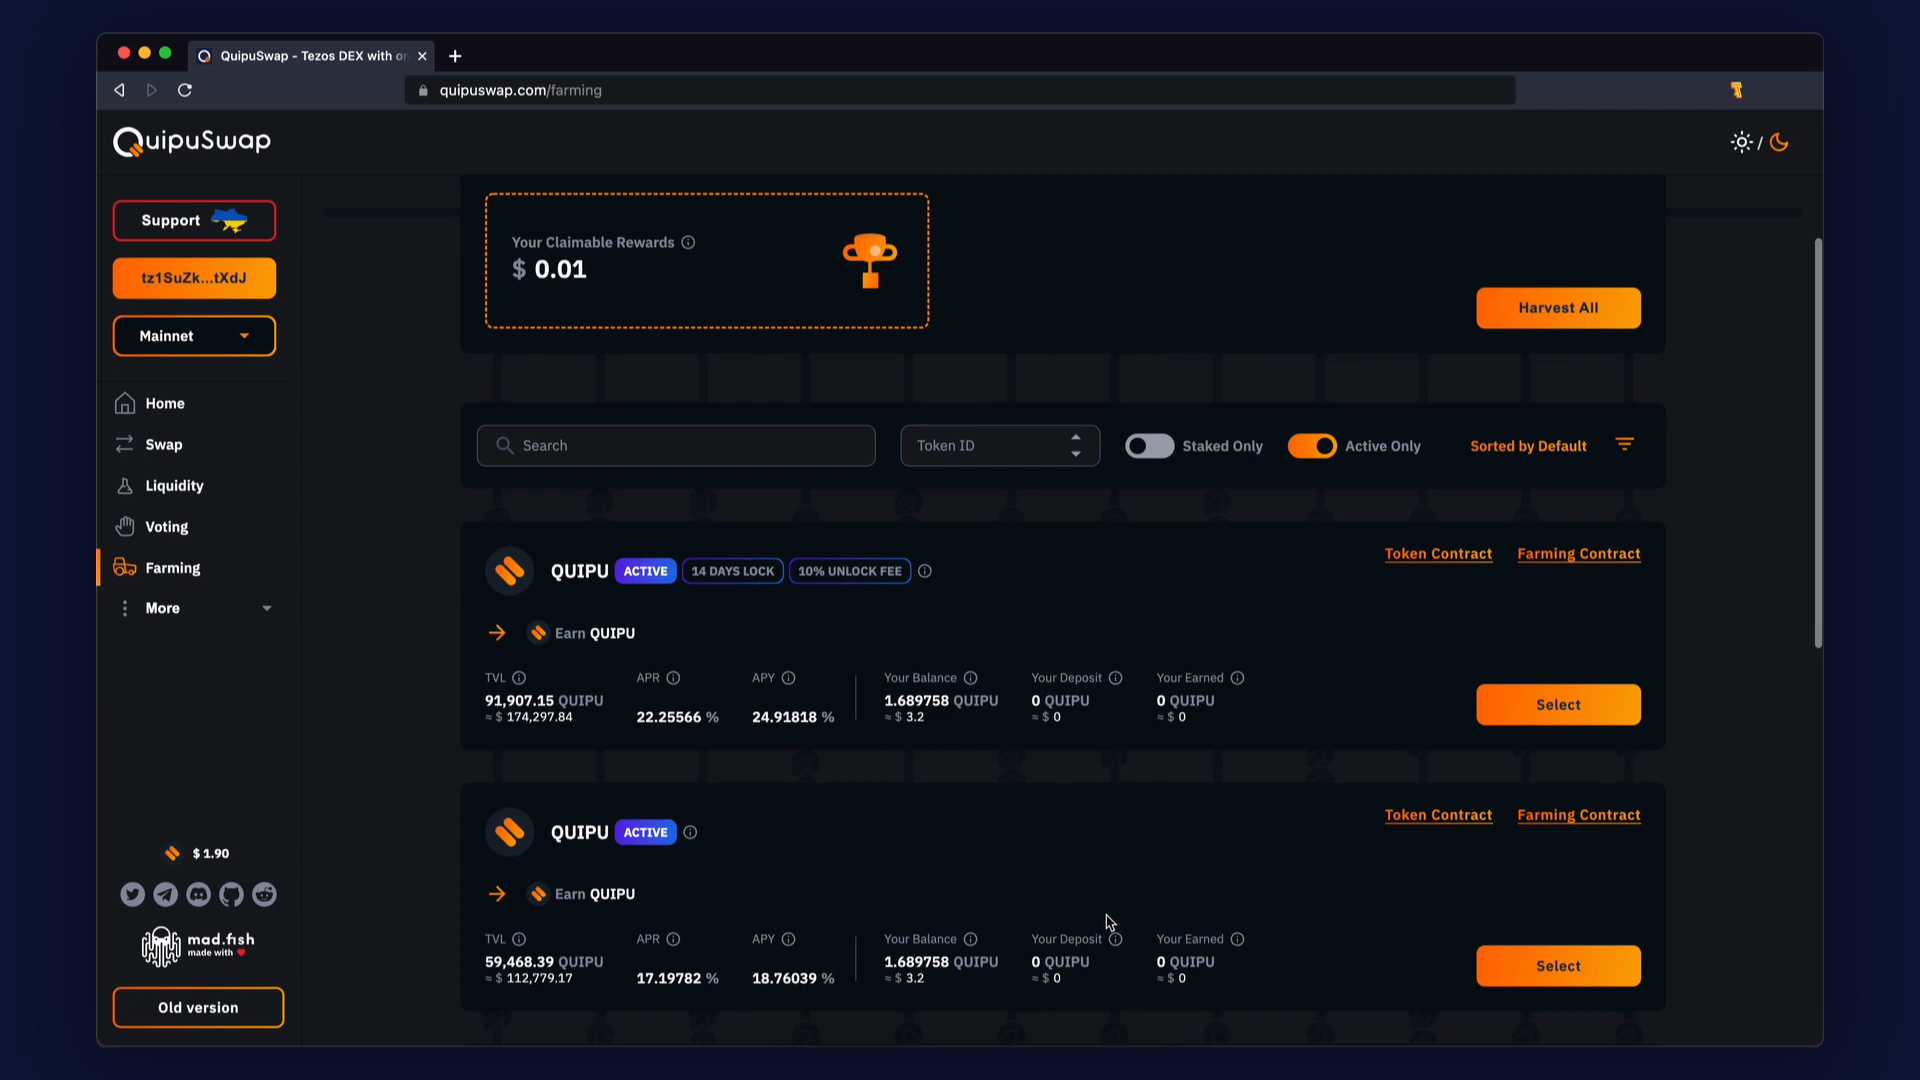 QuipuSwap - Tezos DEX with on
quipuswap.com/farming
QuipuSwap
/
Support
tz1SuZk...tXdJ
Mainnet
Home
Swap
Liquidity
Voting
Farming
More
$ 1.90
mad.fish
made with
Old version
Your Claimable Rewards
$ 0.01
Harvest All
Search
Token ID
Staked Only
Active Only
Sorted by Default
QUIPU ACTIVE 14 DAYS LOCK 10% UNLOCK FEE
Token Contract Farming Contract
Earn QUIPU
TVL APR APY Your Balance Your Deposit Your Earned
91,907.15 QUIPU 1.689758 QUIPU 0 QUIPU 0 QUIPU
≈ $ 174,297.84 22.25566 % 24.91818 % ≈ $ 3.2 ≈ $ 0 ≈ $ 0
Select
QUIPU ACTIVE
Token Contract Farming Contract
Earn QUIPU
TVL APR APY Your Balance Your Deposit Your Earned
59,468.39 QUIPU 1.689758 QUIPU 0 QUIPU 0 QUIPU
≈ $ 112,779.17 17.19782 % 18.76039 % ≈ $ 3.2 ≈ $ 0 ≈ $ 0
Select